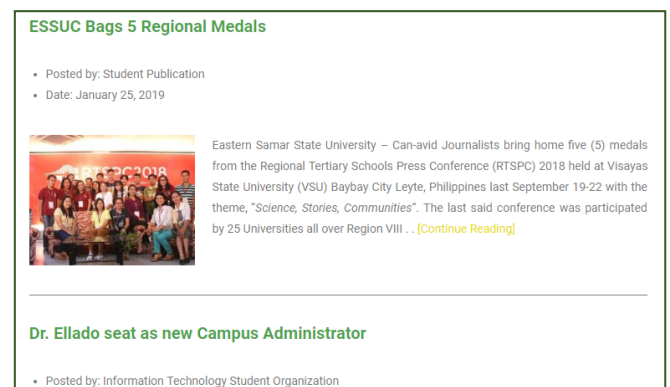 ESSUC Bags 5 Regional Medals
Posted by: Student Publication
Date: January 25, 2019
RTSPC2018
Eastern Samar State University – Can-avid Journalists bring home five (5) medals
from the Regional Tertiary Schools Press Conference (RTSPC) 2018 held at Visayas
State University (VSU) Baybay City Leyte, Philippines last September 19-22 with the
theme, “Science, Stories, Communities“. The last said conference was participated
by 25 Universities all over Region VIII . . [Continue Reading]
Dr. Ellado seat as new Campus Administrator
Posted by: Information Technology Student Organization